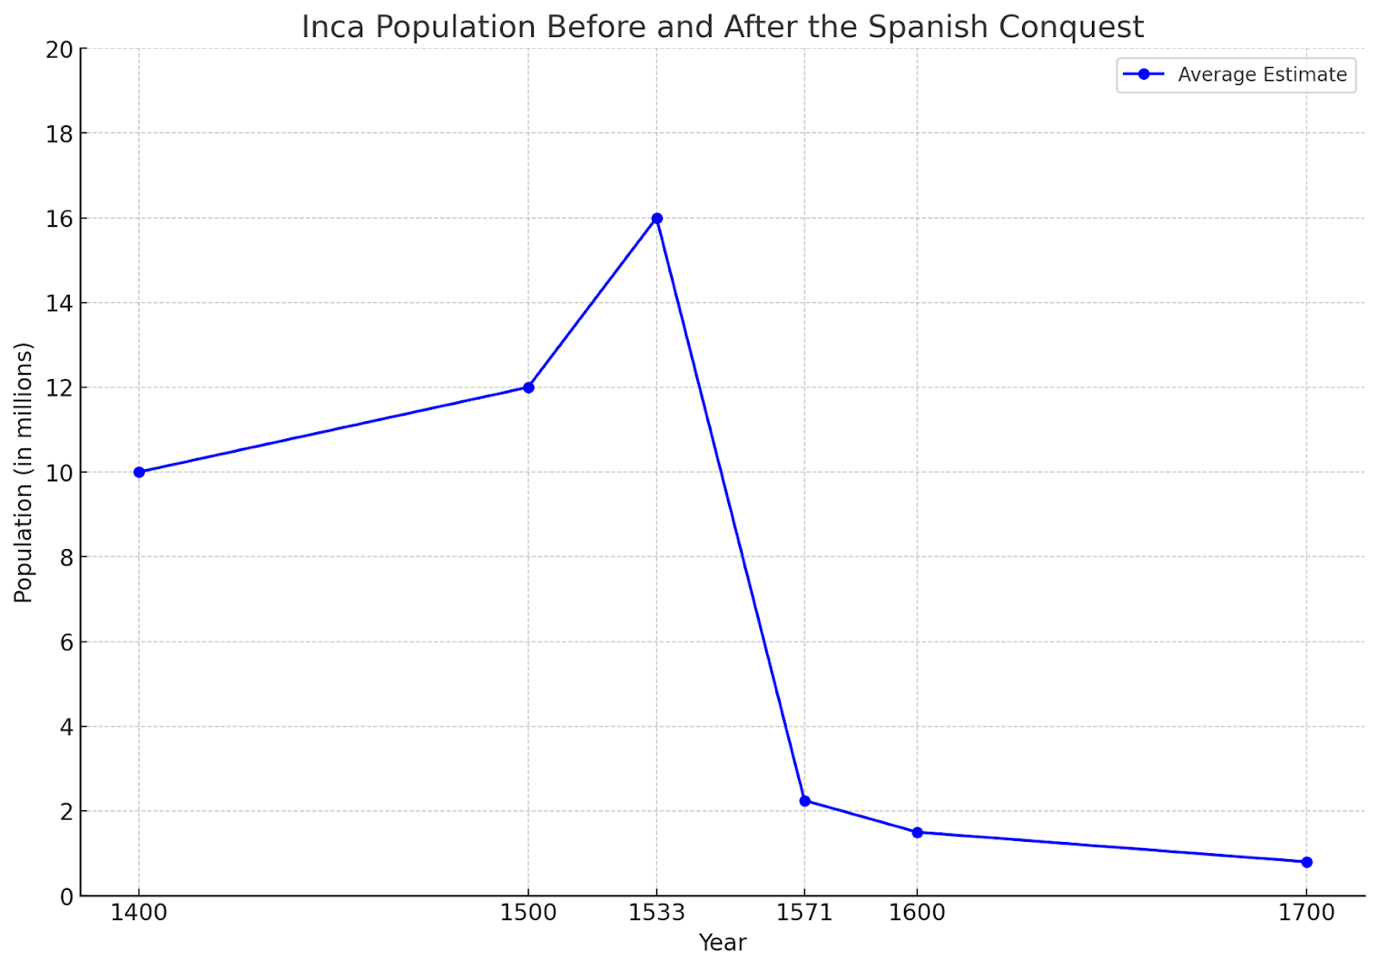 Inca Population Before and After the Spanish Conquest
Average Estimate
20
18
16
14
12
10
8
6
4
2
0
Population (in millions)
1400 1500 1533 1571 1600 1700
Year